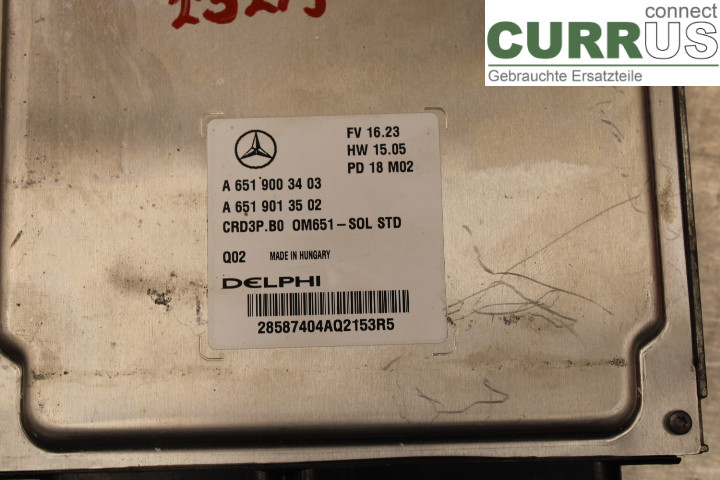 connect
CURRUS
Gebrauchte Ersatzteile
FV 16.23
HW 15.05
PD 18 M02
A 651 900 34 03
A 651 901 35 02
CRD3P.B0 OM651-SOL STD
Q02 MADE IN HUNGARY
DELPHI
28587404AQ2153R5